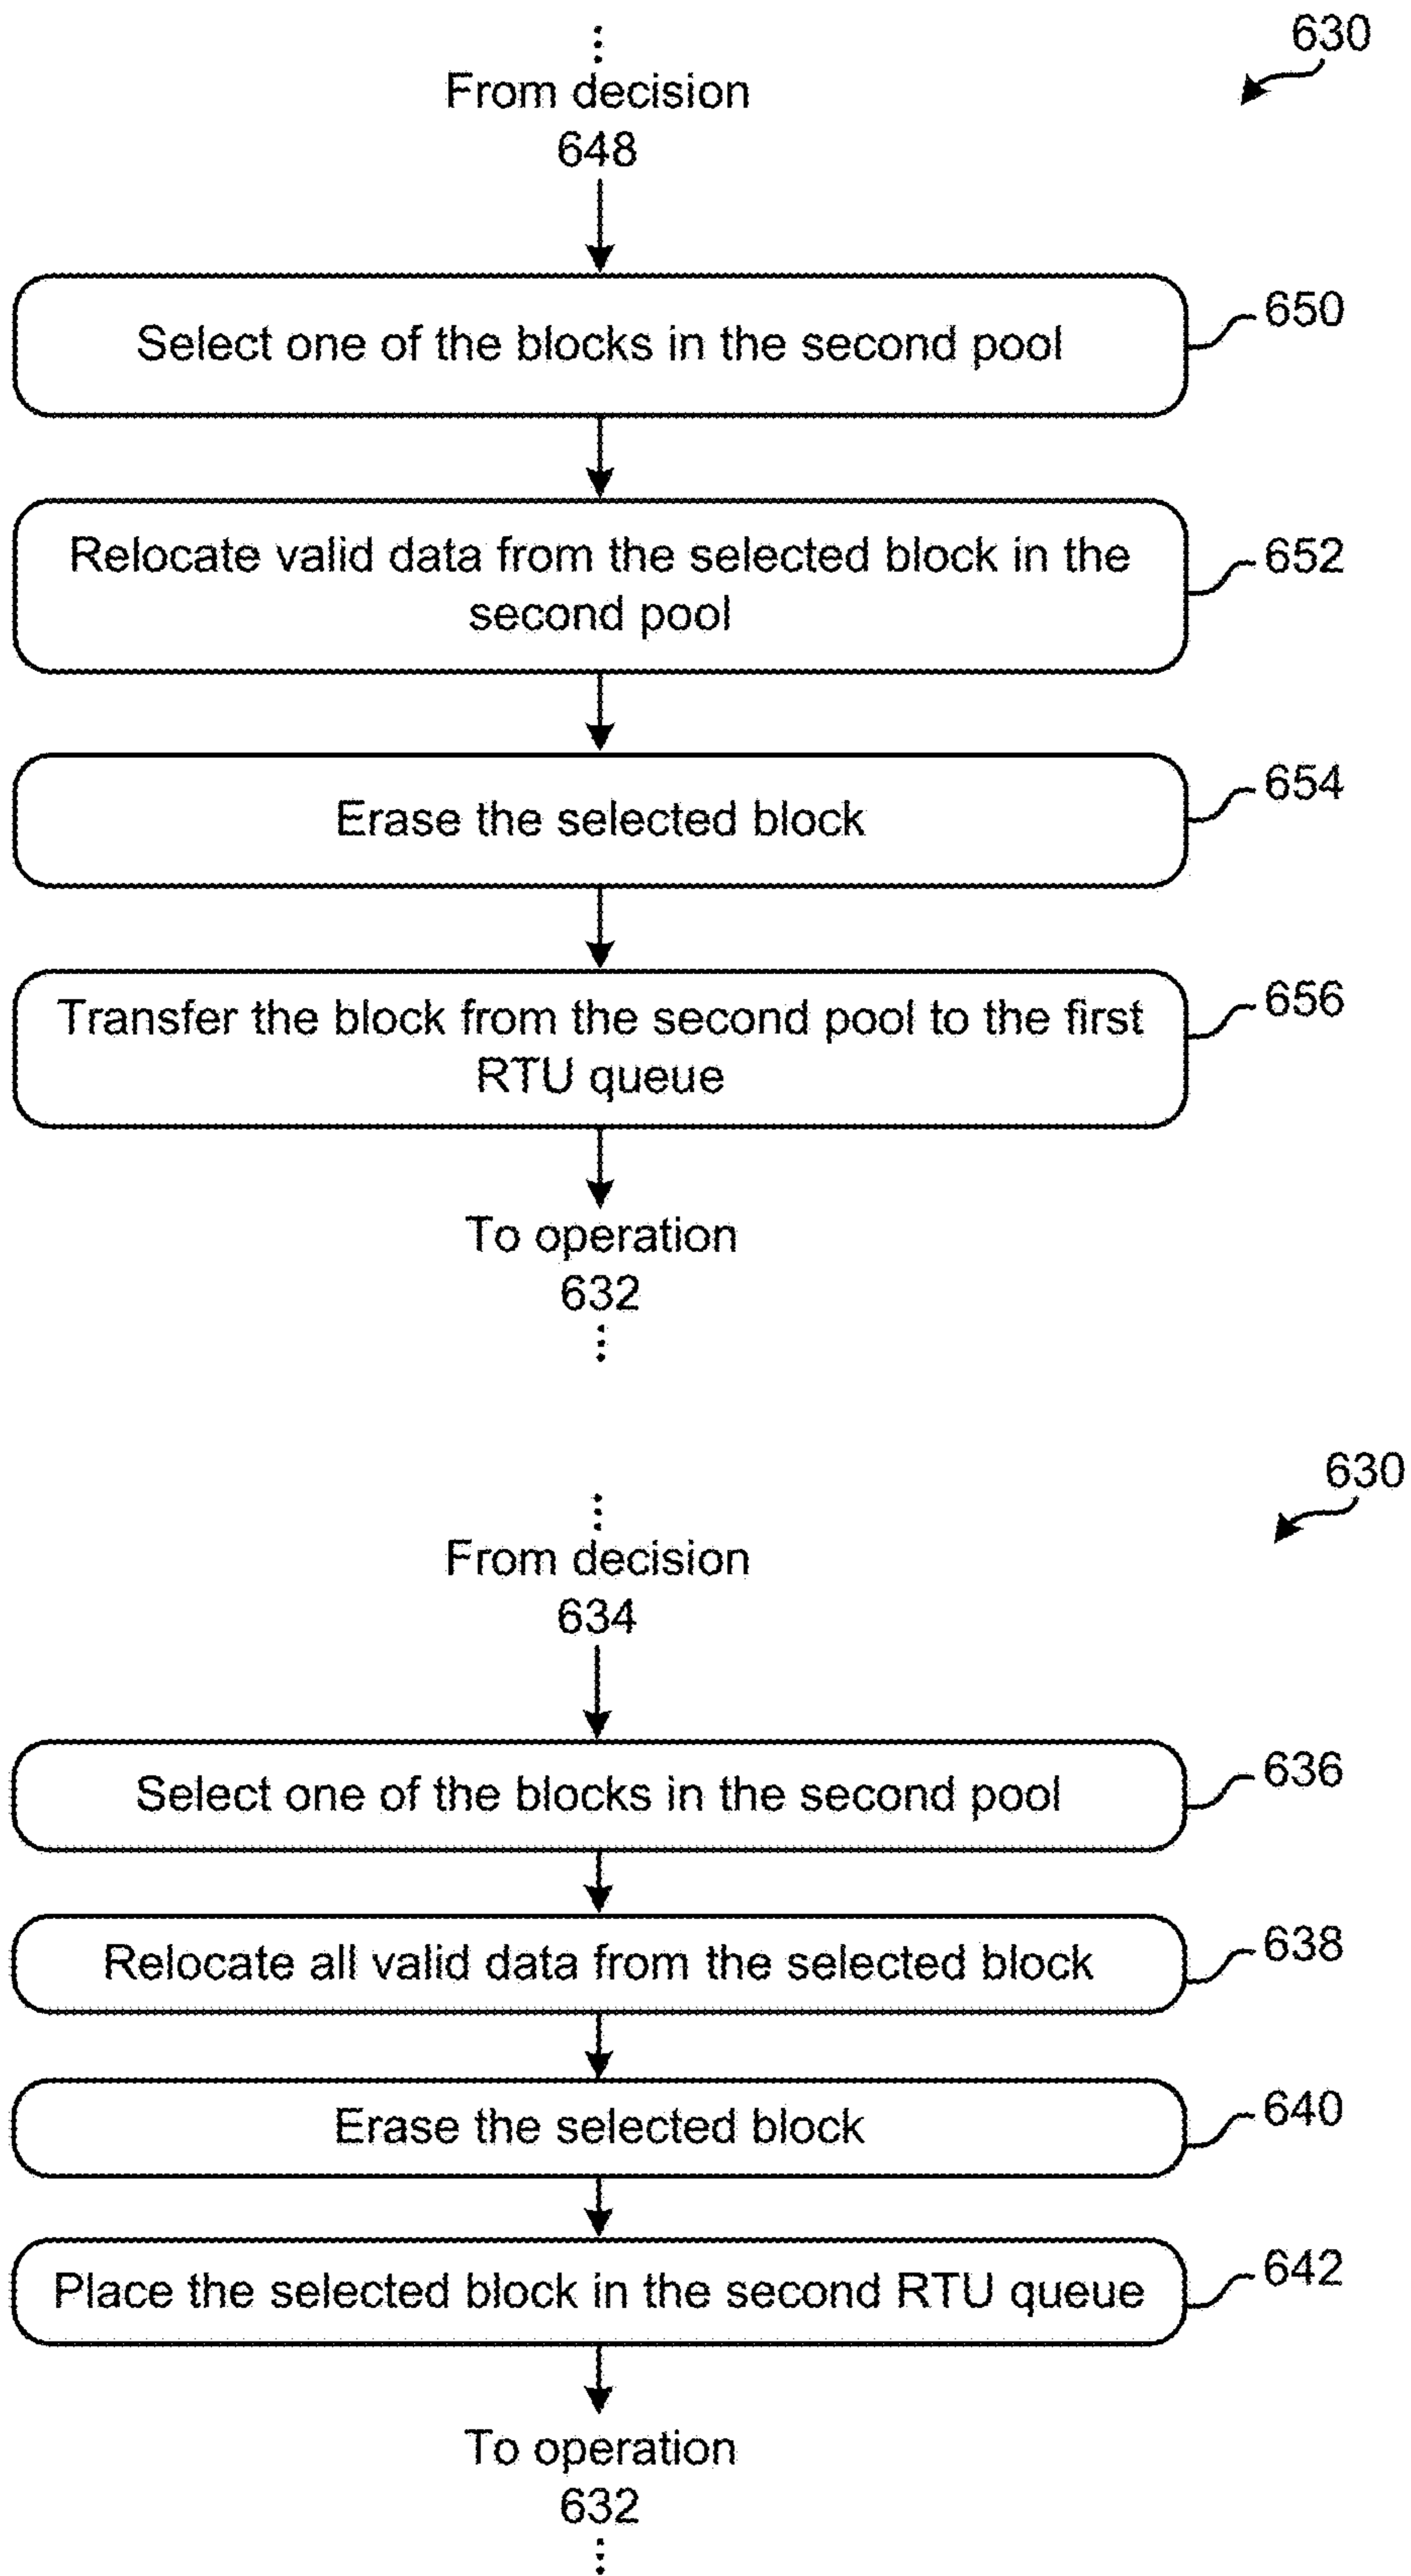 630
From decision
648
Select one of the blocks in the second pool
650
Relocate valid data from the selected block in the
second pool
652
Erase the selected block
654
Transfer the block from the second pool to the first
RTU queue
656
To operation
632
630
From decision
634
Select one of the blocks in the second pool
636
Relocate all valid data from the selected block
638
Erase the selected block
640
Place the selected block in the second RTU queue
642
To operation
632